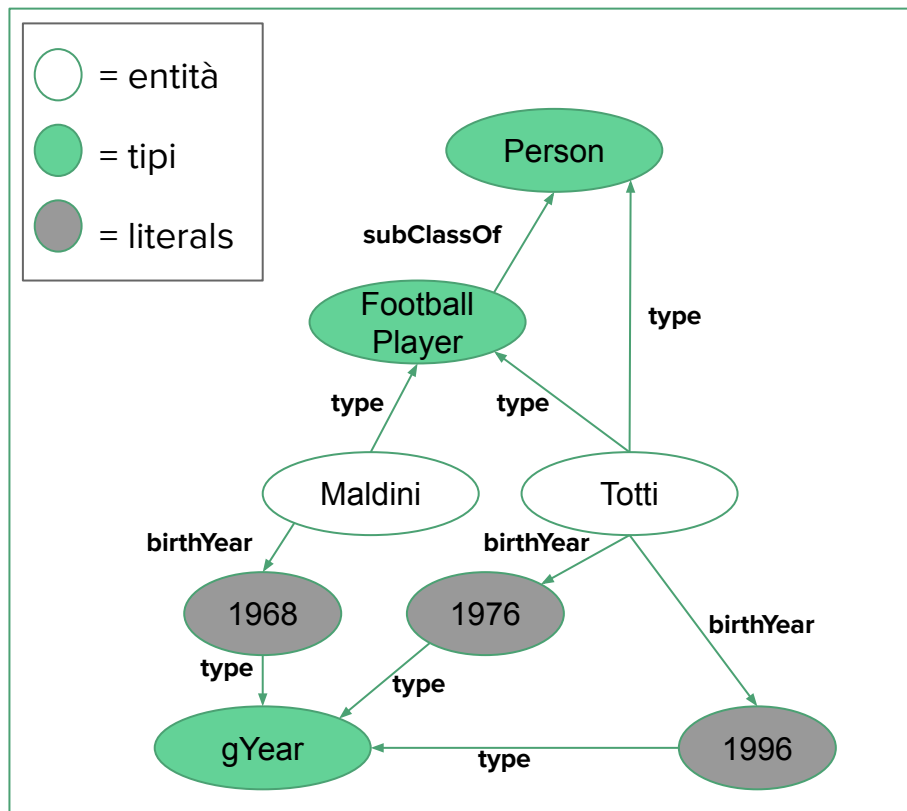 = entità
= tipi
= literals
Person
subClassOf
Football
Player
type
type
type
Maldini
Totti
birthYear
birthYear
1968
1976
birthYear
type
type
gYear
type
1996